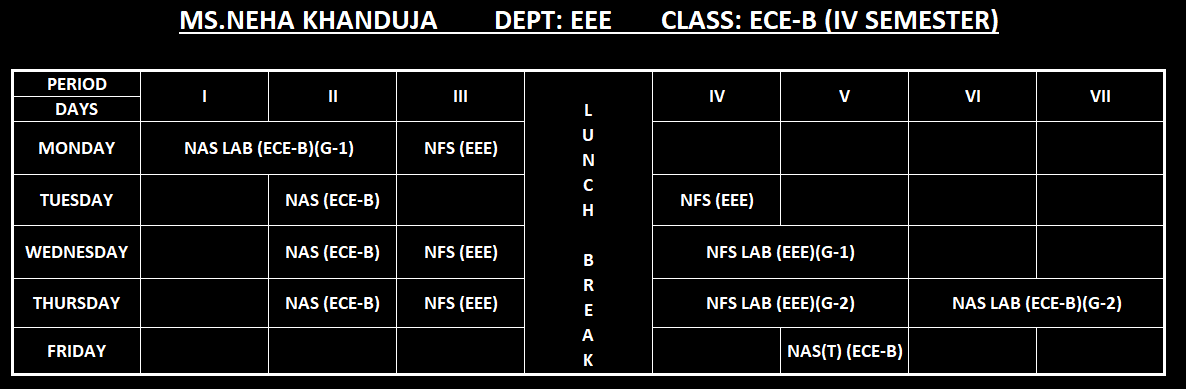 MS.NEHA KHANDUJA DEPT: EEE CLASS: ECE-B (IV SEMESTER)
PERIOD I II III IV V VI VII
DAYS
LUNCH BREAK
MONDAY NAS LAB (ECE-B)(G-1) NFS (EEE)
TUESDAY NAS (ECE-B) NFS (EEE)
WEDNESDAY NAS (ECE-B) NFS (EEE) NFS LAB (EEE)(G-1)
THURSDAY NAS (ECE-B) NFS (EEE) NFS LAB (EEE)(G-2) NAS LAB (ECE-B)(G-2)
FRIDAY NAS(T) (ECE-B)